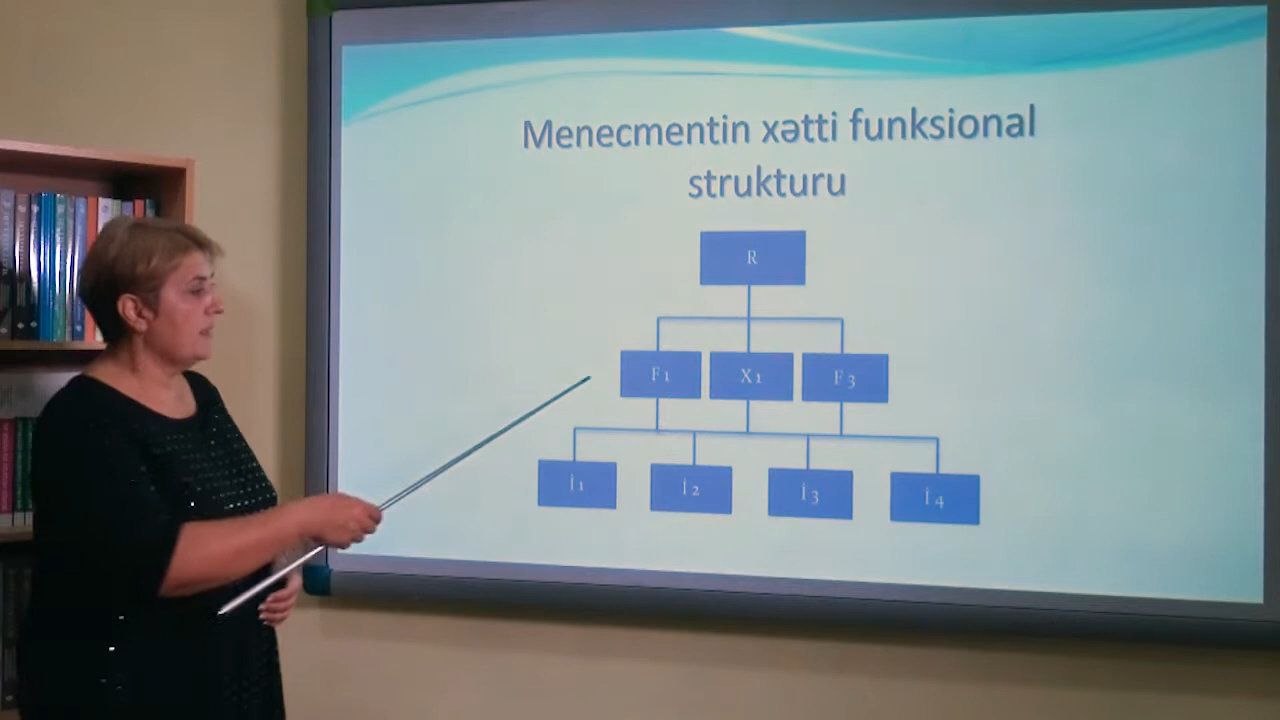 Menecmentin xətti funksional
strukturu
R
F1 X1 F3
İ1 İ2 İ3 İ4